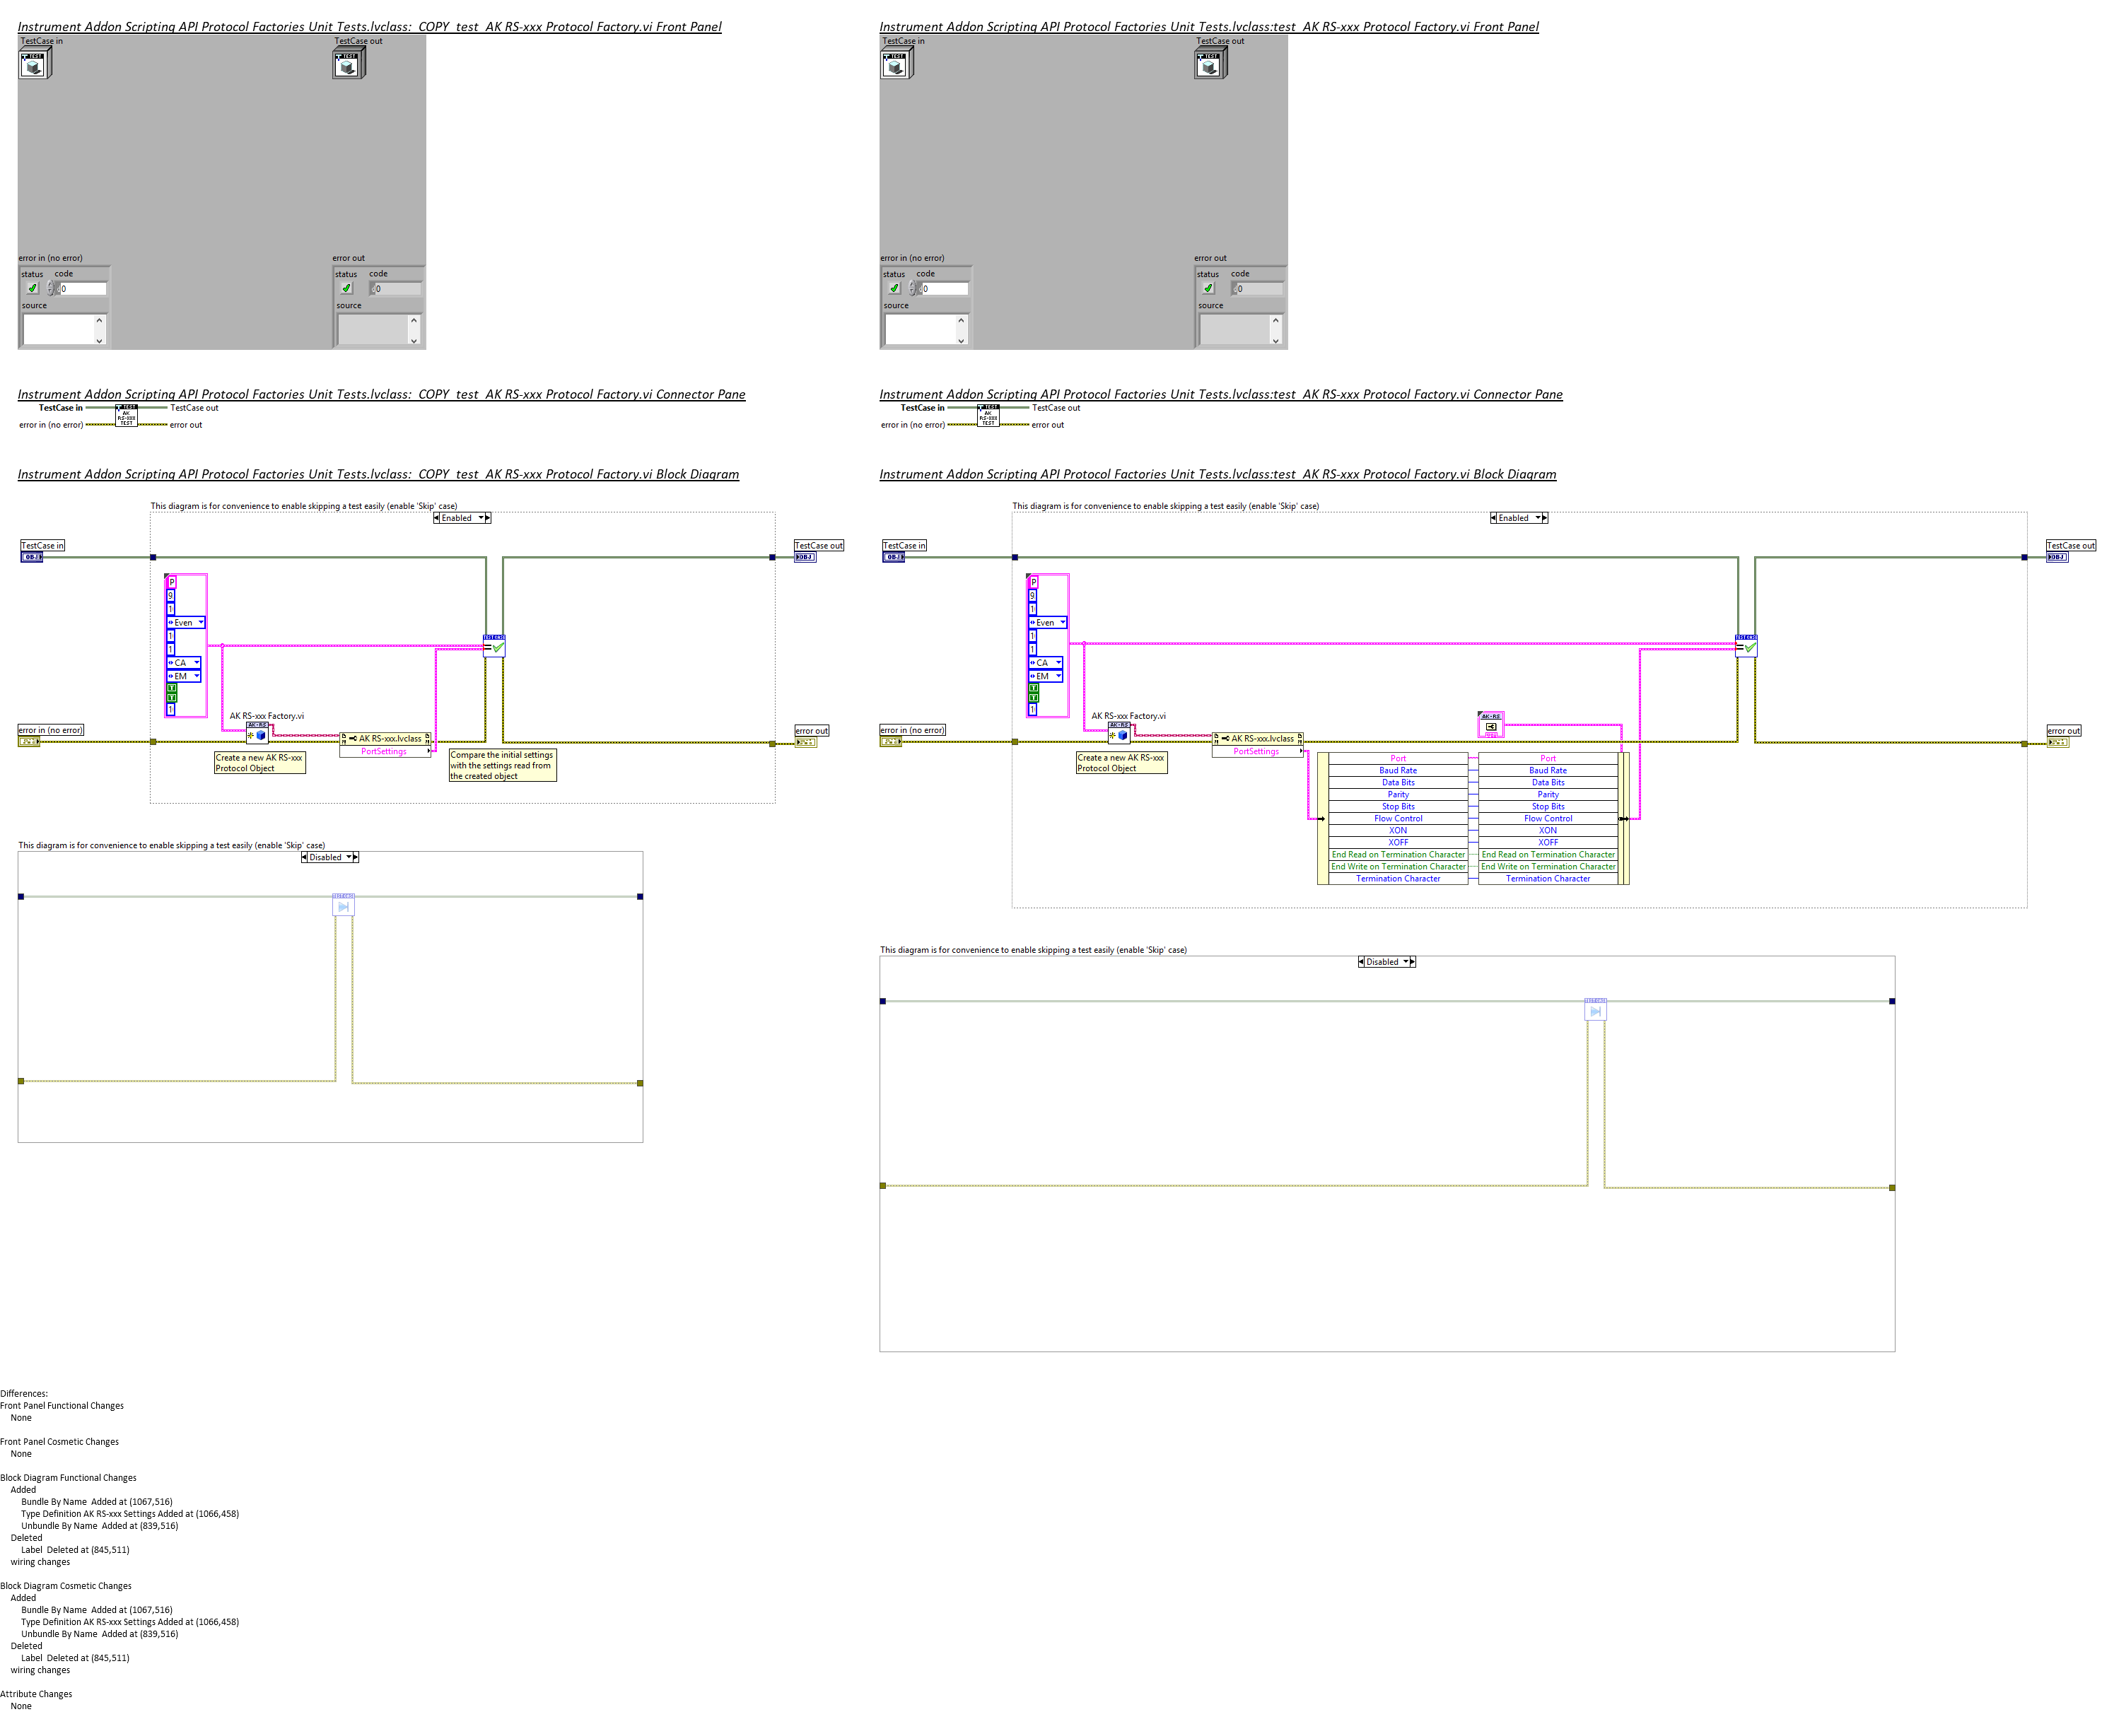 Instrument Addon Scripting API Protocol Factories Unit Tests.lvclass:_COPY_test_AK RS-xxx Protocol Factory.vi Front Panel
TestCase in
TestCase out
error in (no error)
status code
0
source
error out
status code
0
source
Instrument Addon Scripting API Protocol Factories Unit Tests.lvclass:_COPY_test_AK RS-xxx Protocol Factory.vi Connector Pane
TestCase in
TEST
AK
RS-XXX
TEST
TestCase out
error in (no error)
error out
Instrument Addon Scripting API Protocol Factories Unit Tests.lvclass:_COPY_test_AK RS-xxx Protocol Factory.vi Block Diagram
This diagram is for convenience to enable skipping a test easily (enable 'Skip' case)
Enabled
TestCase in
OBJ
TestCase out
OBJ
P
9
1
Even
1
1
CA
EM
T
T
1
AK RS-xxx Factory.vi
AK-RS
error in (no error)
AK RS-xxx.lvclass
PortSettings
error out
Create a new AK RS-xxx
Protocol Object
Compare the initial settings
with the settings read from
the created object
This diagram is for convenience to enable skipping a test easily (enable 'Skip' case)
Disabled
Instrument Addon Scripting API Protocol Factories Unit Tests.lvclass:test_AK RS-xxx Protocol Factory.vi Front Panel
TestCase in
TestCase out
error in (no error)
status code
0
source
error out
status code
0
source
Instrument Addon Scripting API Protocol Factories Unit Tests.lvclass:test_AK RS-xxx Protocol Factory.vi Connector Pane
TestCase in
TEST
AK
RS-XXX
TEST
TestCase out
error in (no error)
error out
Instrument Addon Scripting API Protocol Factories Unit Tests.lvclass:test_AK RS-xxx Protocol Factory.vi Block Diagram
This diagram is for convenience to enable skipping a test easily (enable 'Skip' case)
Enabled
TestCase in
OBJ
TestCase out
OBJ
P
9
1
Even
1
1
CA
EM
T
T
1
AK RS-xxx Factory.vi
AK-RS
AK-RS
error in (no error)
AK RS-xxx.lvclass
PortSettings
error out
Create a new AK RS-xxx
Protocol Object
Port Port
Baud Rate Baud Rate
Data Bits Data Bits
Parity Parity
Stop Bits Stop Bits
Flow Control Flow Control
XON XON
XOFF XOFF
End Read on Termination Character End Read on Termination Character
End Write on Termination Character End Write on Termination Character
Termination Character Termination Character
This diagram is for convenience to enable skipping a test easily (enable 'Skip' case)
Disabled
Differences:
Front Panel Functional Changes
None
Front Panel Cosmetic Changes
None
Block Diagram Functional Changes
Added
Bundle By Name  Added at (1067,516)
Type Definition AK RS-xxx Settings Added at (1066,458)
Unbundle By Name  Added at (839,516)
Deleted
Label  Deleted at (845,511)
wiring changes
Block Diagram Cosmetic Changes
Added
Bundle By Name  Added at (1067,516)
Type Definition AK RS-xxx Settings Added at (1066,458)
Unbundle By Name  Added at (839,516)
Deleted
Label  Deleted at (845,511)
wiring changes
Attribute Changes
None